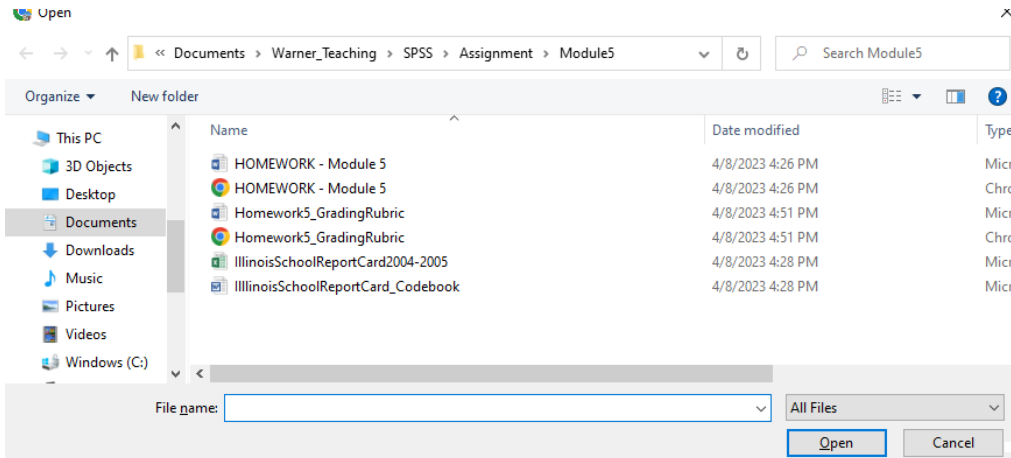 Open
« Documents > Warner_Teaching > SPSS > Assignment > Module5
Search Module5
Organize
New folder
?
This PC
3D Objects
Desktop
Documents
Downloads
Music
Pictures
Videos
Windows (C:)
Name Date modified Type
HOMEWORK - Module 5 4/8/2023 4:26 PM Micr
HOMEWORK - Module 5 4/8/2023 4:26 PM Chro
Homework5_GradingRubric 4/8/2023 4:51 PM Micr
Homework5_GradingRubric 4/8/2023 4:51 PM Chro
IllinoisSchoolReportCard2004-2005 4/8/2023 4:28 PM Micr
IlllinoisSchoolReportCard_Codebook 4/8/2023 4:28 PM Micr
File name:
All Files
Open
Cancel